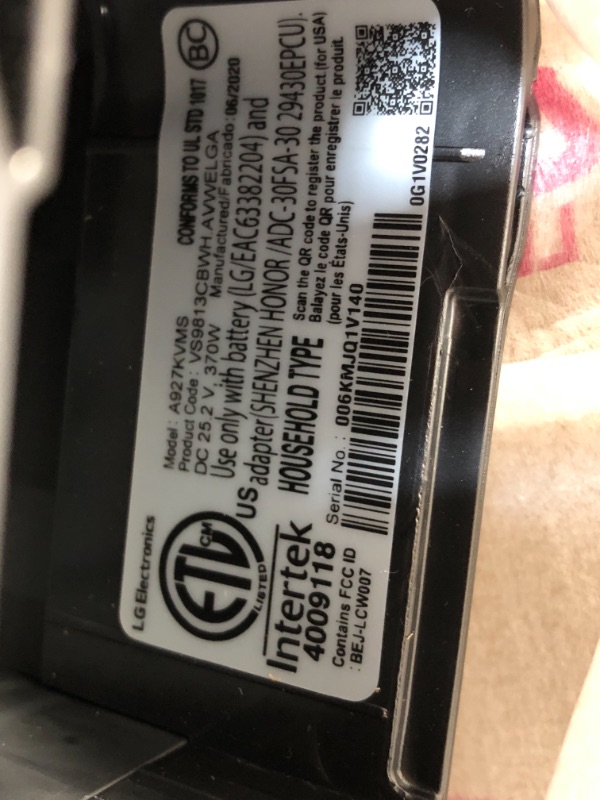 LG Electronics
Model : A927KVMS
Product Code : VS9813CBWH.AVWELGA
DC 25.2 V, 370W
CONFORMS TO UL STD 1017
BC
Manufactured/Fabricado : 06/2020
Use only with battery (LG/EAC63382204) and
adapter(SHENZHEN HONOR /ADC-30FSA-30 29430EPCU).
ETL
CM
LISTED
US
Intertek
4009118
Contains FCC ID
: BEJ-LCW007
HOUSEHOLD TYPE
Scan the QR code to register the product (for USA)
Balayez le code QR pour enregistrer le produit
(pour les États-Unis)
Serial No. : 006KMJQ1V140
0G1V0282